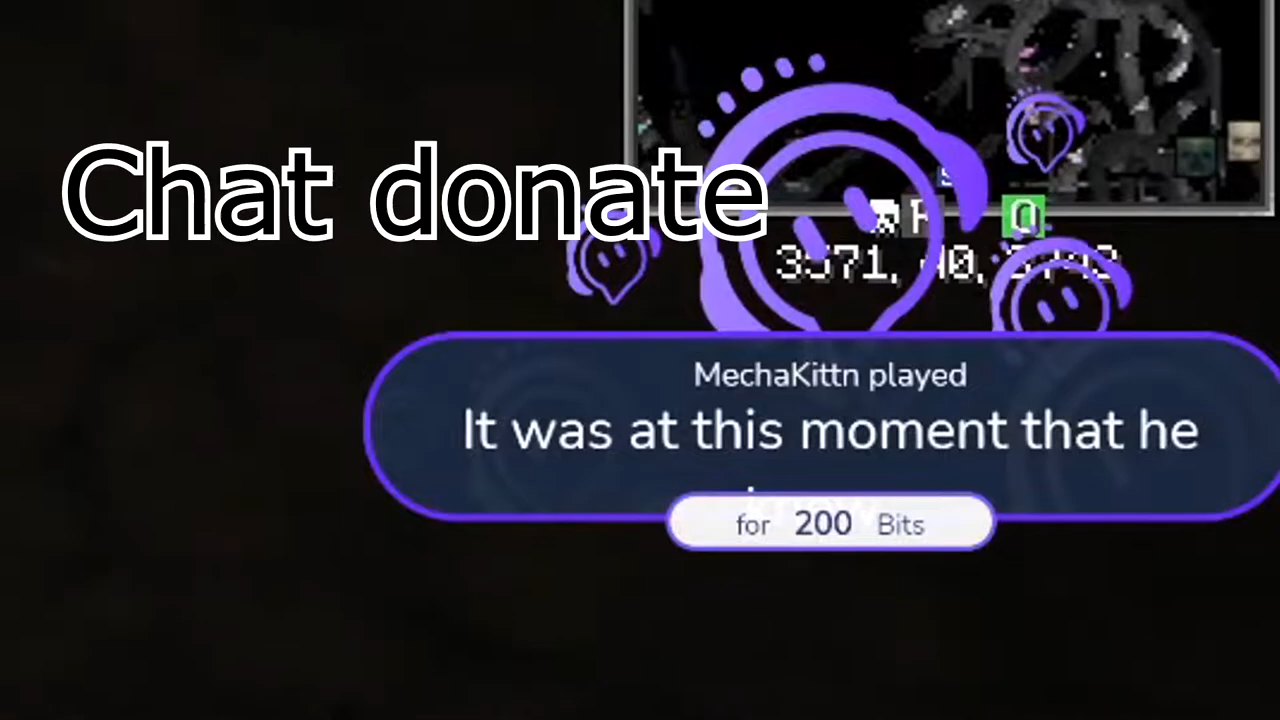 Chat donate
MechaKittn played
It was at this moment that he
for 200 Bits